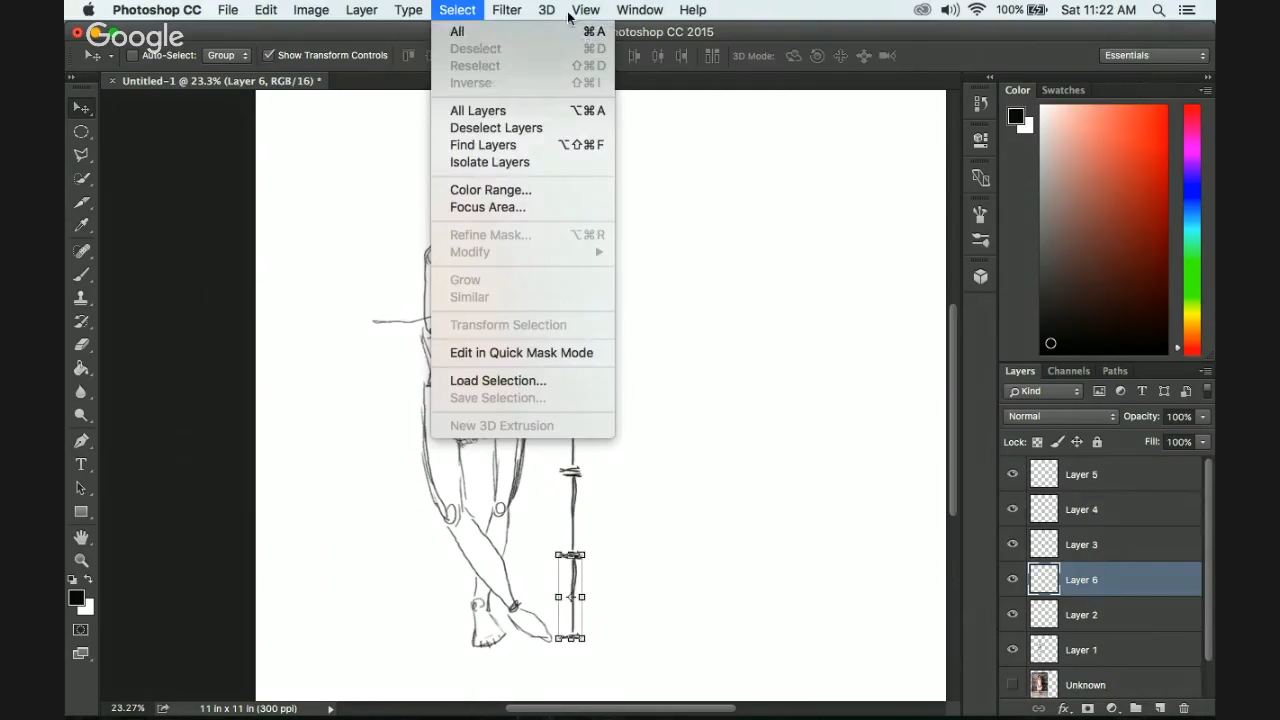 Photoshop CC File Edit Image Layer Type Select Filter 3D View Window Help 100% Sat 11:22 AM
Google
hotoshop CC 2015
Auto-Select: Group Show Transform Controls 3D Mode: Essentials
× Untitled-1 @ 23.3% (Layer 6, RGB/16) *
All ⌘A
Deselect ⌘D
Reselect ⇧⌘D
Inverse ⇧⌘I
All Layers ⌥⌘A
Deselect Layers
Find Layers ⌥⇧⌘F
Isolate Layers
Color Range...
Focus Area...
Refine Mask... ⌥⌘R
Modify
Grow
Similar
Transform Selection
Edit in Quick Mask Mode
Load Selection...
Save Selection...
New 3D Extrusion
Color Swatches
Layers Channels Paths
Kind
Normal Opacity: 100%
Lock: Fill: 100%
Layer 5
Layer 4
Layer 3
Layer 6
Layer 2
Layer 1
Unknown
23.27% 11 in x 11 in (300 ppi)